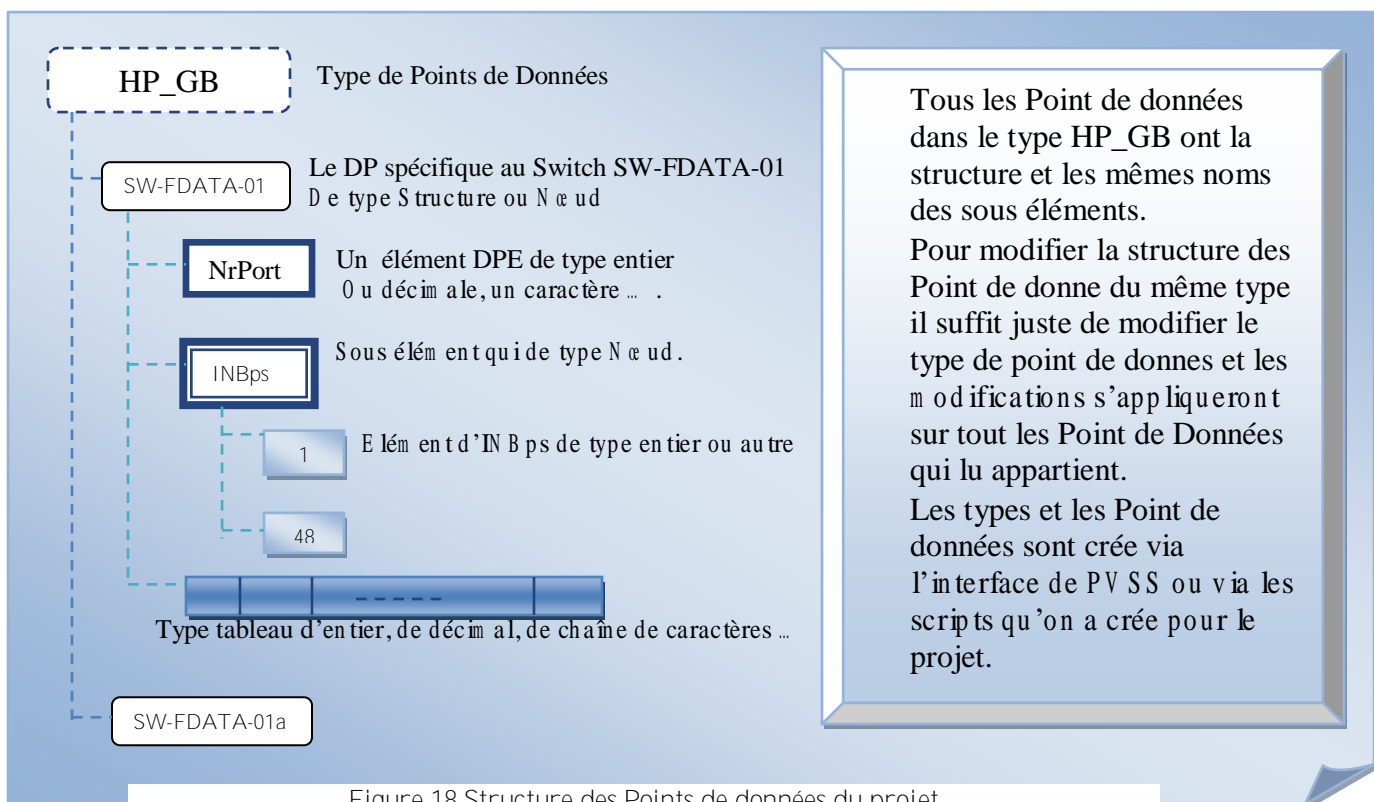 HP_GB
Type de Points de Données
SW-FDATA-01
Le DP spécifique au Switch SW-FDATA-01
De type Structure ou Nœud
NrPort
Un élément DPE de type entier
Ou décimale, un caractère ….
INBps
Sous élément qui de type Nœud.
1
Elément d’INBps de type entier ou autre
48
Type tableau d’entier, de décimal, de chaîne de caractères …
SW-FDATA-01a
Tous les Point de données
dans le type HP_GB ont la
structure et les mêmes noms
des sous éléments.
Pour modifier la structure des
Point de donne du même type
il suffit juste de modifier le
type de point de donnes et les
modifications s’appliqueront
sur tout les Point de Données
qui lu appartient.
Les types et les Point de
données sont crée via
l’interface de PVSS ou via les
scripts qu’on a crée pour le
projet.
Figure 18 Structure des Points de données du projet